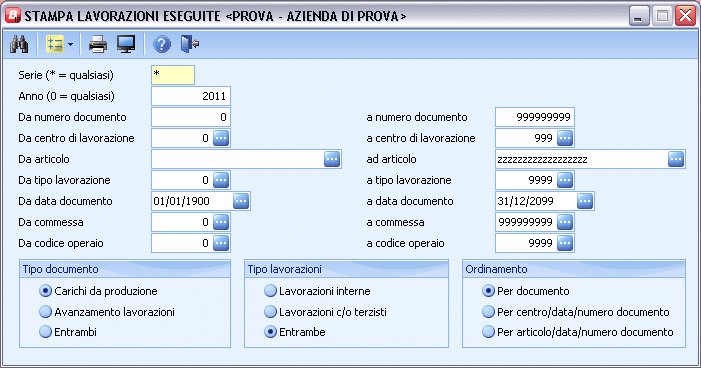 STAMPA LAVORAZIONI ESEGUITE <PROVA - AZIENDA DI PROVA>
Serie (* = qualsiasi) *
Anno (0 = qualsiasi) 2011
Da numero documento 0 a numero documento 999999999
Da centro di lavorazione 0 a centro di lavorazione 999
Da articolo ad articolo zzzzzzzzzzzzzzzzzz
Da tipo lavorazione 0 a tipo lavorazione 9999
Da data documento 01/01/1900 a data documento 31/12/2099
Da commessa 0 a commessa 999999999
Da codice operaio 0 a codice operaio 9999
Tipo documento Tipo lavorazioni Ordinamento
Carichi da produzione Lavorazioni interne Per documento
Avanzamento lavorazioni Lavorazioni c/o terzisti Per centro/data/numero documento
Entrambi Entrambe Per articolo/data/numero documento